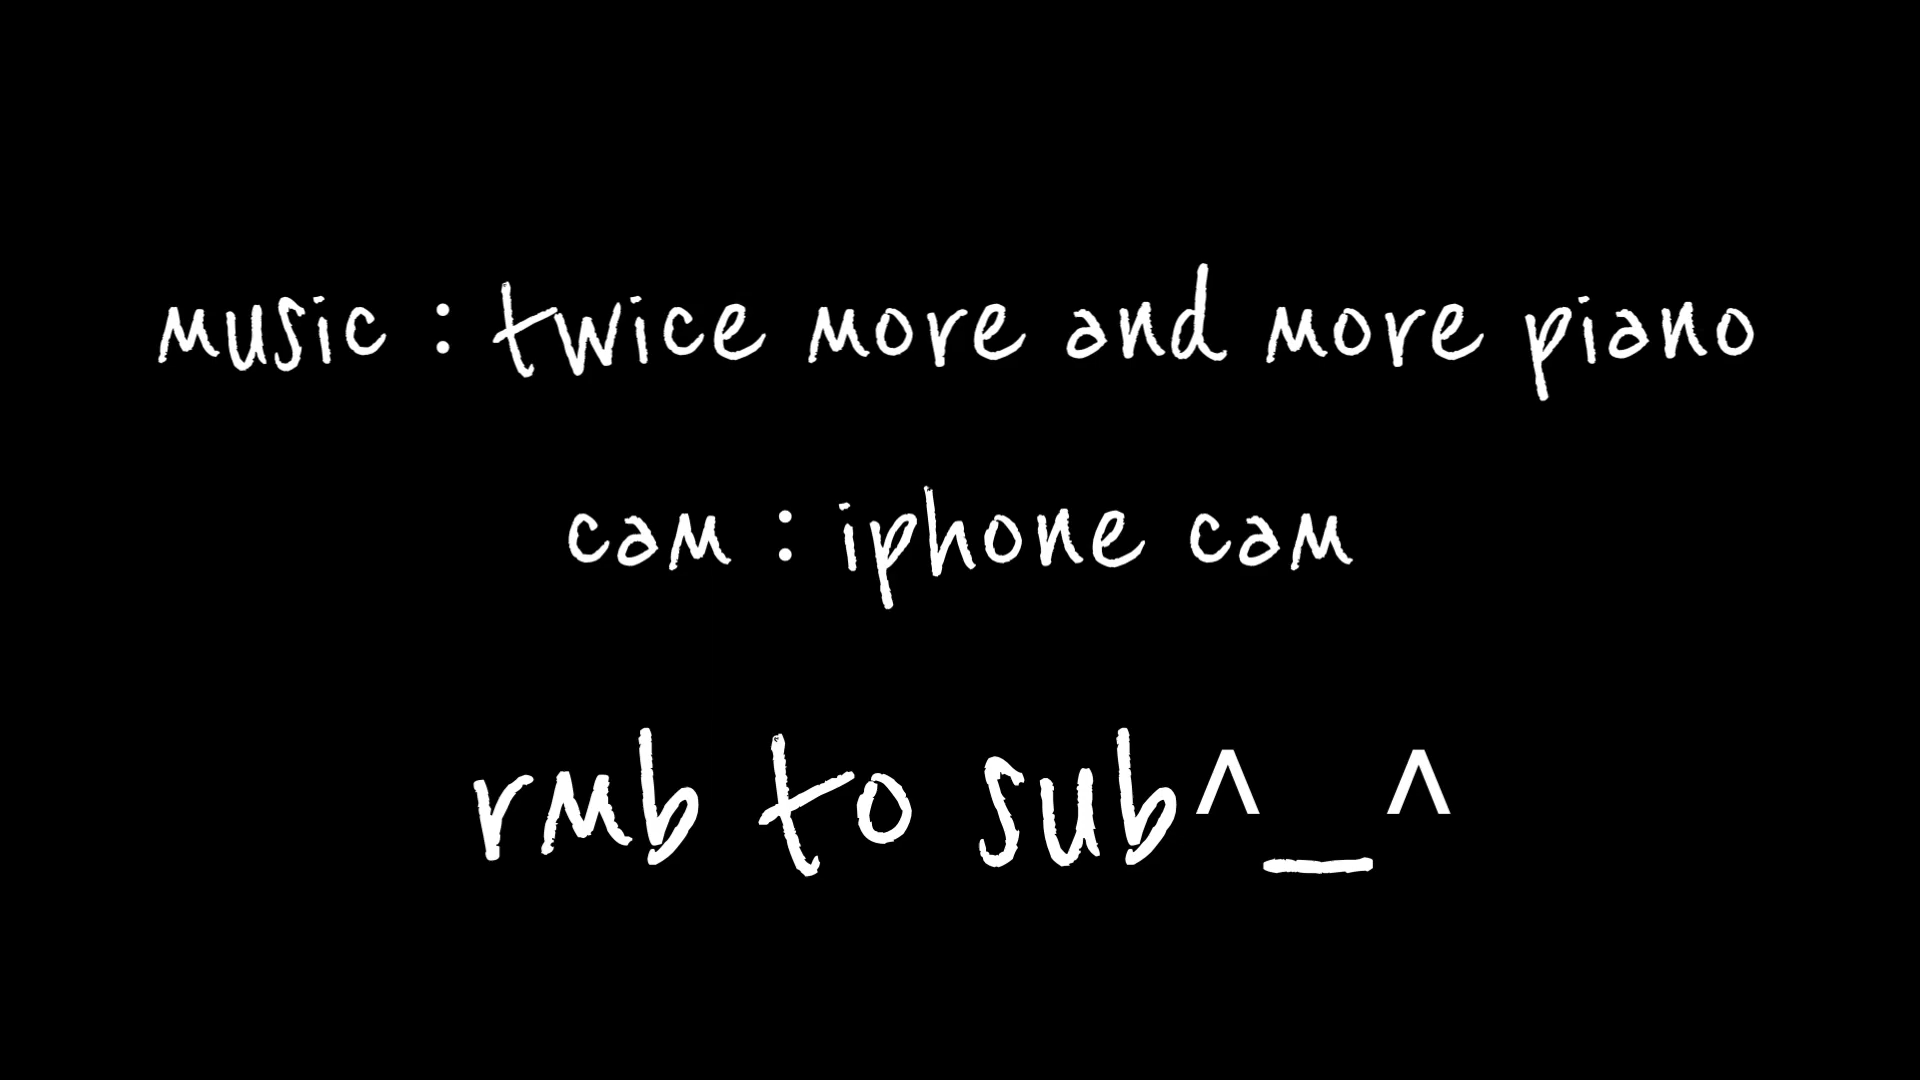 music : twice more and more piano
cam : iphone cam
rmb to sub^_^